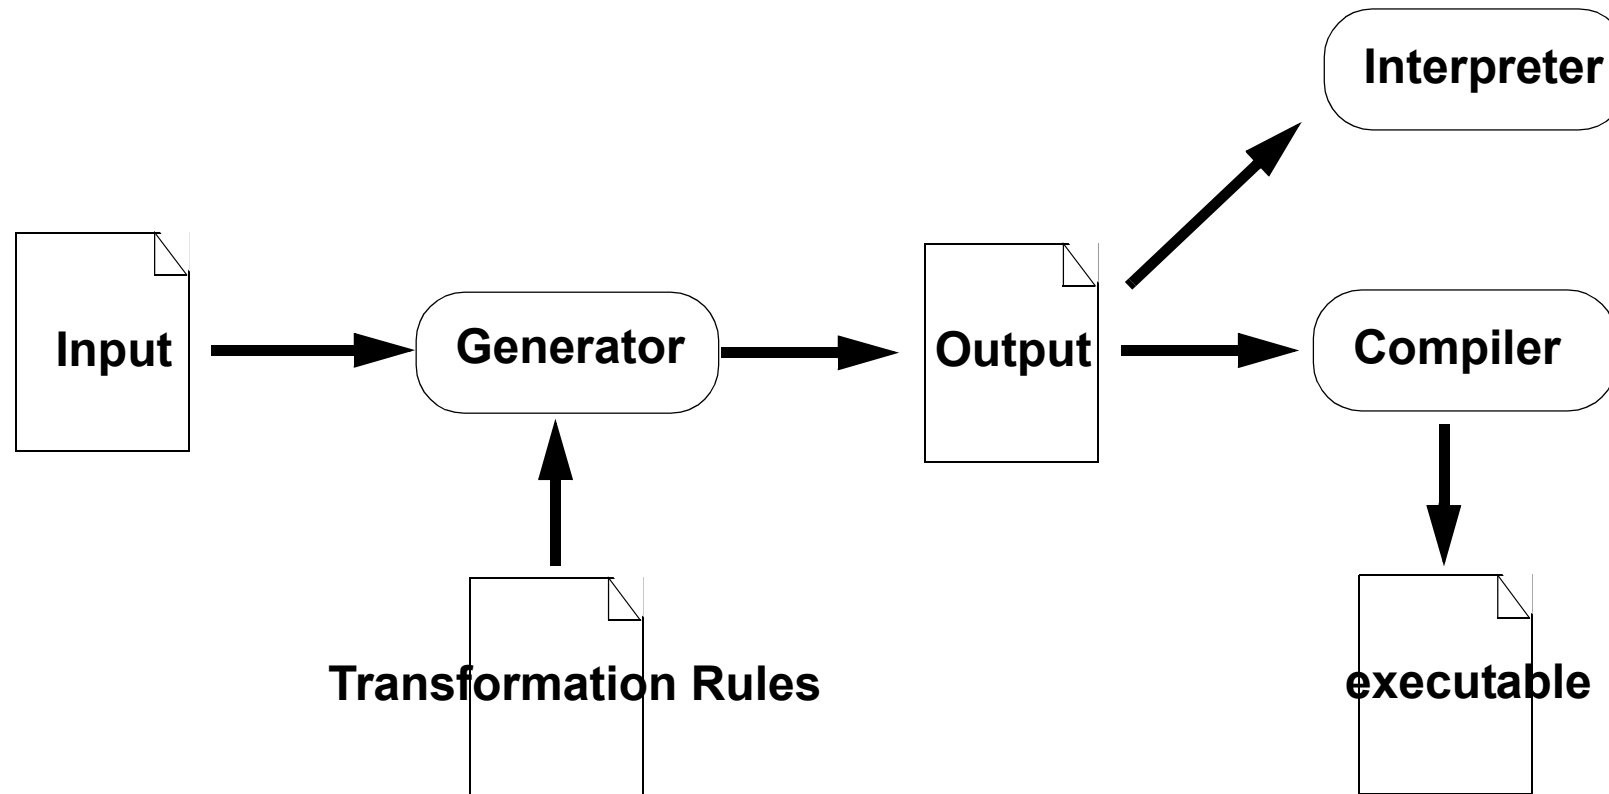 Interpreter
Input
Generator
Output
Compiler
Transformation Rules
executable